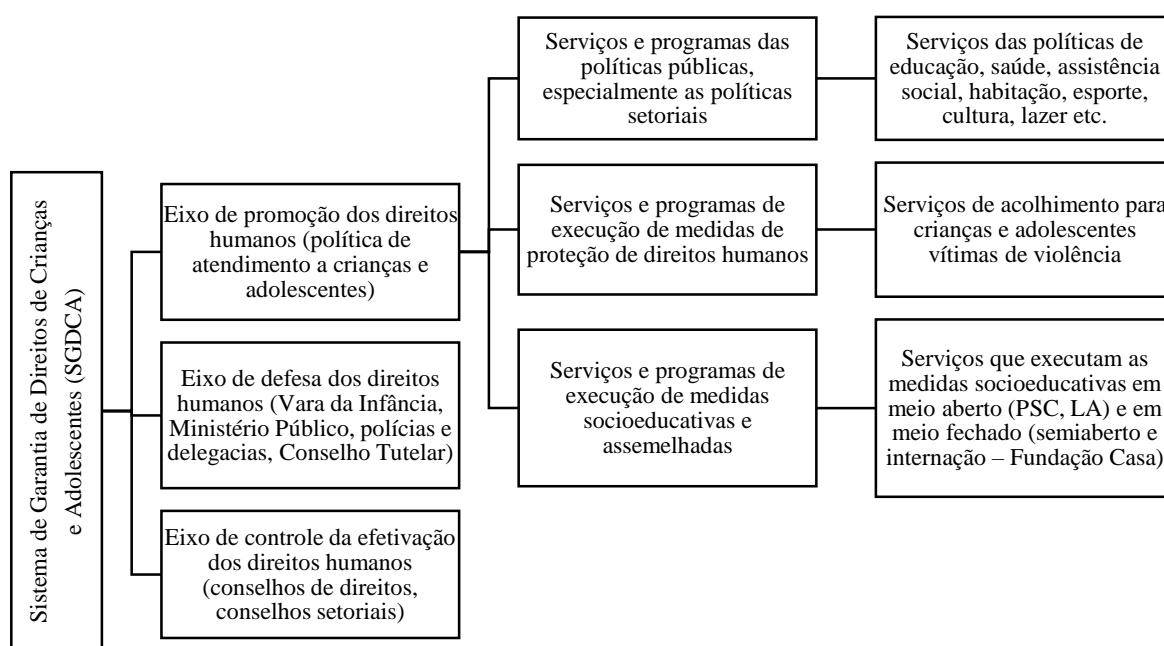 Sistema de Garantia de Direitos de Crianças
e Adolescentes (SGDCA)
Eixo de promoção dos direitos
humanos (política de
atendimento a crianças e
adolescentes)
Serviços e programas das
políticas públicas,
especialmente as políticas
setoriais
Serviços das políticas de
educação, saúde, assistência
social, habitação, esporte,
cultura, lazer etc.
Serviços e programas de
execução de medidas de
proteção de direitos humanos
Serviços de acolhimento para
crianças e adolescentes
vítimas de violência
Serviços e programas de
execução de medidas
socioeducativas e
assemelhadas
Serviços que executam as
medidas socioeducativas em
meio aberto (PSC, LA) e em
meio fechado (semiaberto e
internação – Fundação Casa)
Eixo de defesa dos direitos
humanos (Vara da Infância,
Ministério Público, polícias e
delegacias, Conselho Tutelar)
Eixo de controle da efetivação
dos direitos humanos
(conselhos de direitos,
conselhos setoriais)